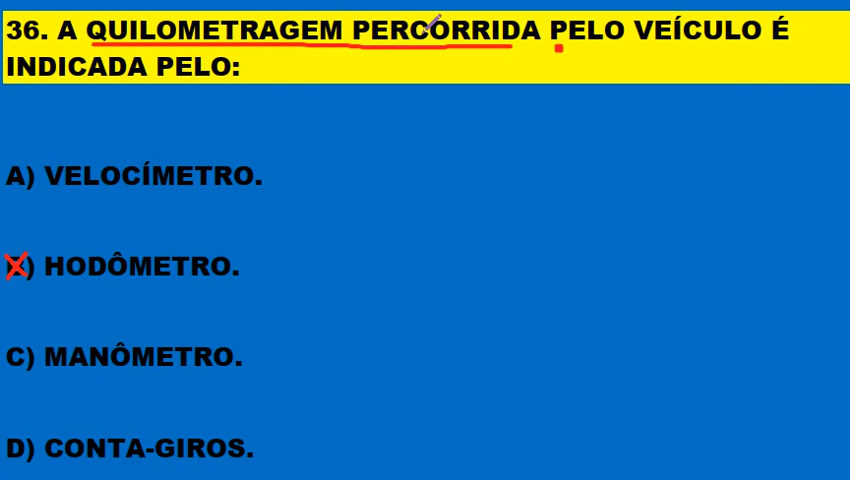 36. A QUILOMETRAGEM PERCORRIDA PELO VEÍCULO É
INDICADA PELO:
A) VELOCÍMETRO.
B) HODÔMETRO.
C) MANÔMETRO.
D) CONTA-GIROS.